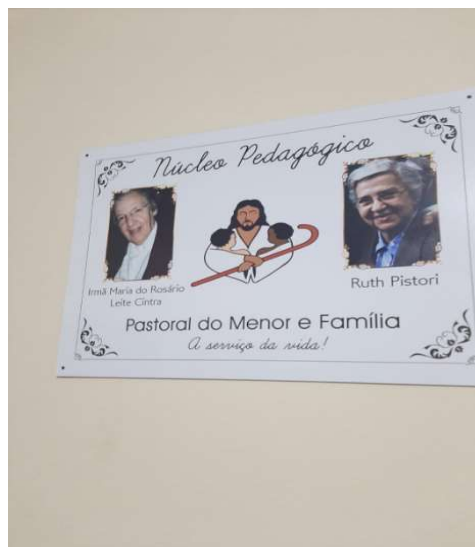 Núcleo Pedagógico
Irmã Maria do Rosário
Leite Cintra
Ruth Pistori
Pastoral do Menor e Família
A serviço da vida!